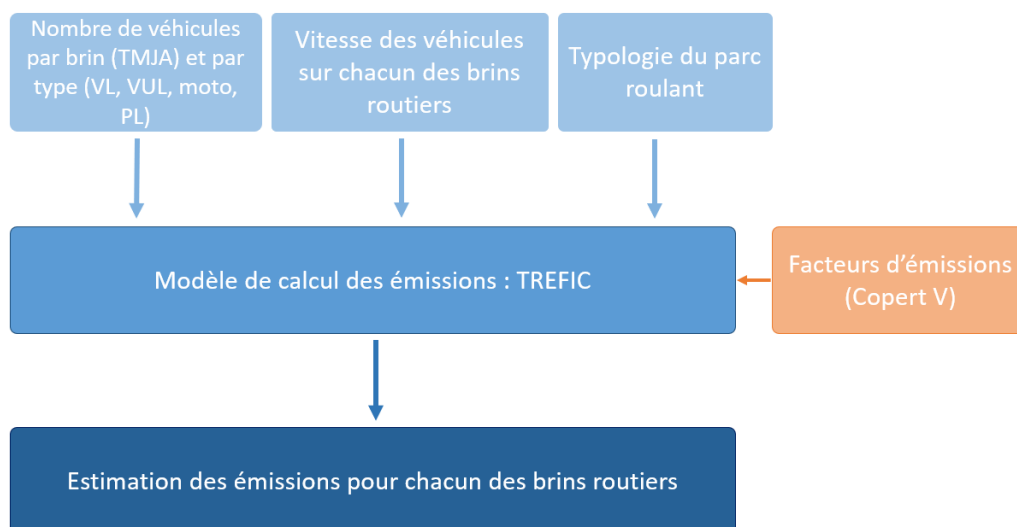 Nombre de véhicules
par brin (TMJA) et par
type (VL, VUL, moto,
PL)
Vitesse des véhicules
sur chacun des brins
routiers
Typologie du parc
roulant
Modèle de calcul des émissions : TREFIC
Facteurs d’émissions
(Copert V)
Estimation des émissions pour chacun des brins routiers